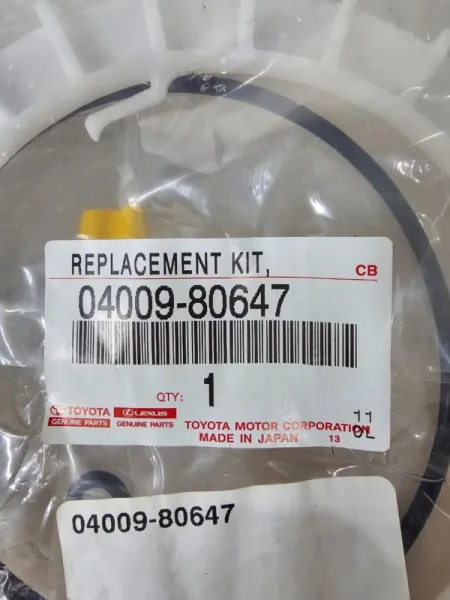 REPLACEMENT KIT,
CB
04009-80647
QTY: 1
TOYOTA LEXUS
GENUINE PARTS GENUINE PARTS
TOYOTA MOTOR CORPORATION
MADE IN JAPAN 13
11
OL
04009-80647